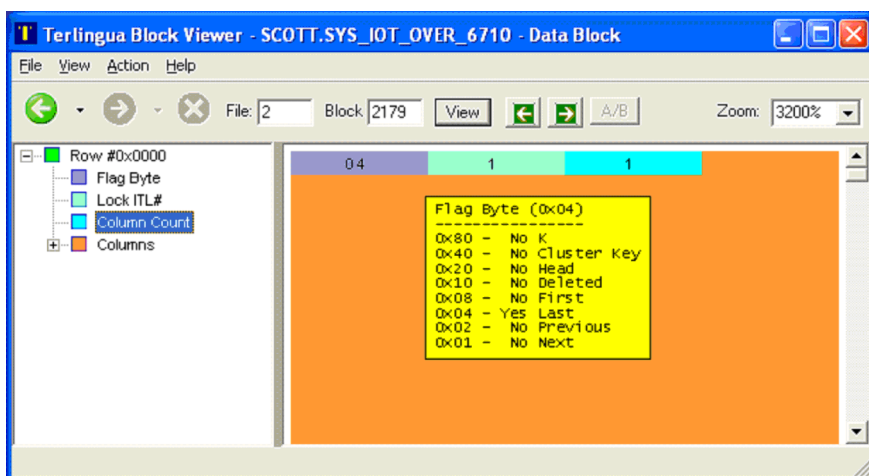 Terlingua Block Viewer - SCOTT.SYS_IOT_OVER_6710 - Data Block
File View Action Help
File: 2 Block 2179 View A/B Zoom: 3200%
Row #0x0000
Flag Byte
Lock ITL#
Column Count
Columns
04 1 1
Flag Byte (0x04)
-----------------
0x80 - No K
0x40 - No Cluster Key
0x20 - No Head
0x10 - No Deleted
0x08 - No First
0x04 - Yes Last
0x02 - No Previous
0x01 - No Next